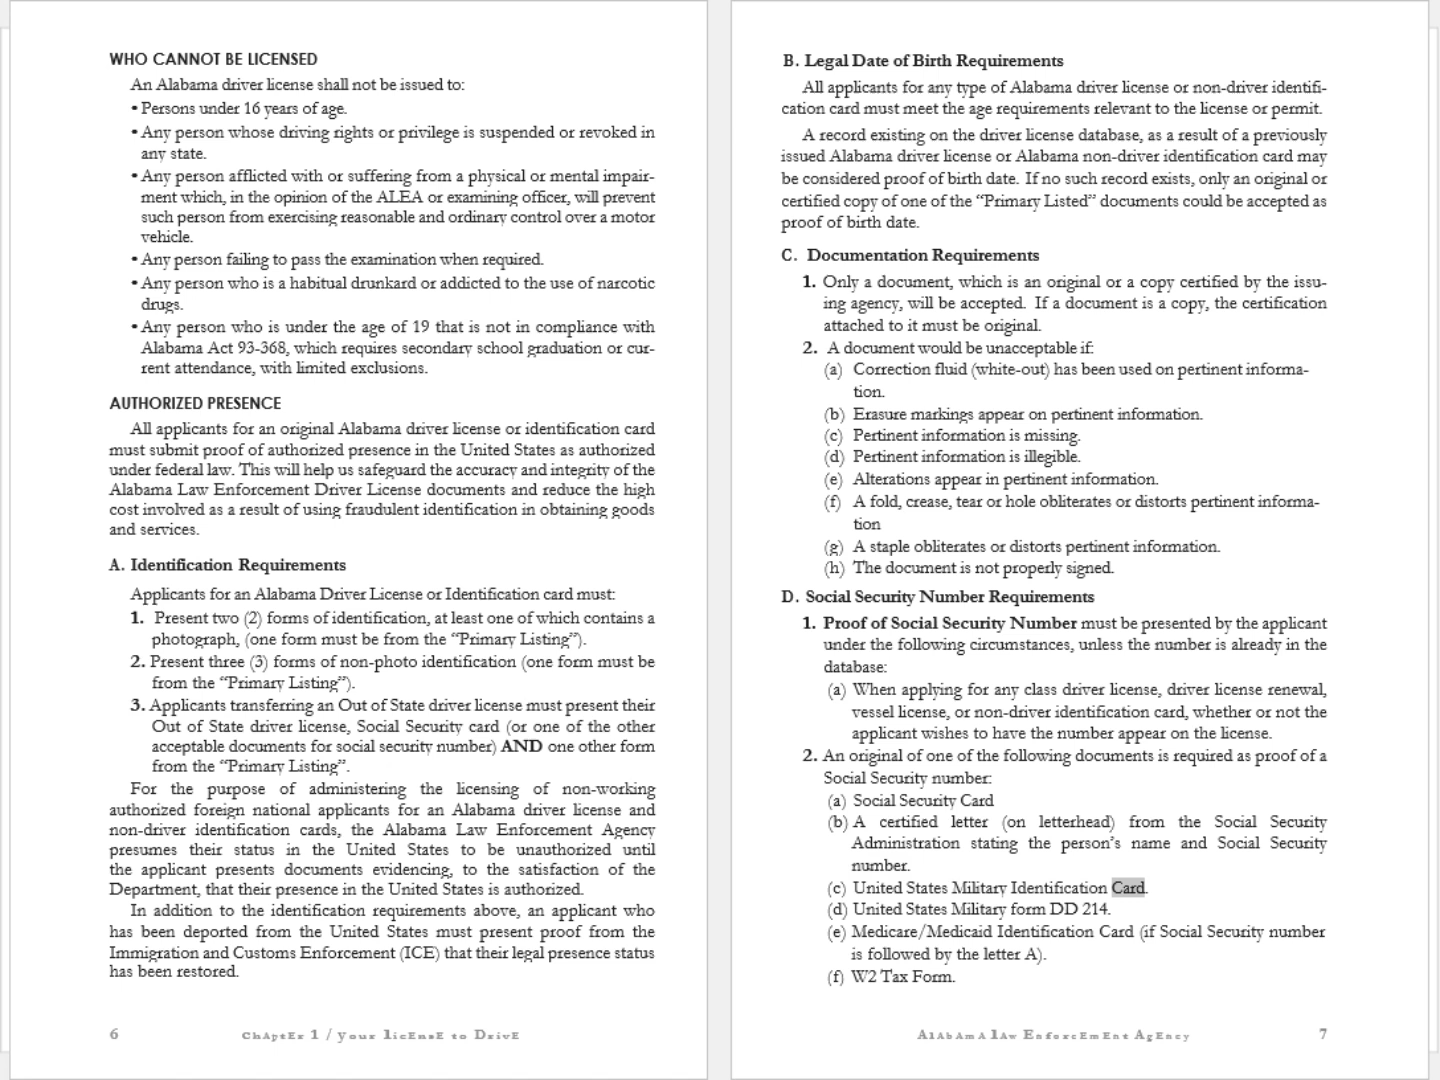 WHO CANNOT BE LICENSED
An Alabama driver license shall not be issued to:
• Persons under 16 years of age.
• Any person whose driving rights or privilege is suspended or revoked in
any state.
• Any person afflicted with or suffering from a physical or mental impair-
ment which, in the opinion of the ALEA or examining officer, will prevent
such person from exercising reasonable and ordinary control over a motor
vehicle.
• Any person failing to pass the examination when required.
• Any person who is a habitual drunkard or addicted to the use of narcotic
drugs.
• Any person who is under the age of 19 that is not in compliance with
Alabama Act 93-368, which requires secondary school graduation or cur-
rent attendance, with limited exclusions.
AUTHORIZED PRESENCE
All applicants for an original Alabama driver license or identification card
must submit proof of authorized presence in the United States as authorized
under federal law. This will help us safeguard the accuracy and integrity of the
Alabama Law Enforcement Driver License documents and reduce the high
cost involved as a result of using fraudulent identification in obtaining goods
and services.
A. Identification Requirements
Applicants for an Alabama Driver License or Identification card must:
1. Present two (2) forms of identification, at least one of which contains a
photograph, (one form must be from the “Primary Listing”).
2. Present three (3) forms of non-photo identification (one form must be
from the “Primary Listing”).
3. Applicants transferring an Out of State driver license must present their
Out of State driver license, Social Security card (or one of the other
acceptable documents for social security number) AND one other form
from the “Primary Listing”.
For the purpose of administering the licensing of non-working
authorized foreign national applicants for an Alabama driver license and
non-driver identification cards, the Alabama Law Enforcement Agency
presumes their status in the United States to be unauthorized until
the applicant presents documents evidencing, to the satisfaction of the
Department, that their presence in the United States is authorized.
In addition to the identification requirements above, an applicant who
has been deported from the United States must present proof from the
Immigration and Customs Enforcement (ICE) that their legal presence status
has been restored.
6 ChAptEr 1 / your licEnsE to DrivE
B. Legal Date of Birth Requirements
All applicants for any type of Alabama driver license or non-driver identifi-
cation card must meet the age requirements relevant to the license or permit.
A record existing on the driver license database, as a result of a previously
issued Alabama driver license or Alabama non-driver identification card may
be considered proof of birth date. If no such record exists, only an original or
certified copy of one of the “Primary Listed” documents could be accepted as
proof of birth date.
C. Documentation Requirements
1. Only a document, which is an original or a copy certified by the issu-
ing agency, will be accepted. If a document is a copy, the certification
attached to it must be original.
2. A document would be unacceptable if:
(a) Correction fluid (white-out) has been used on pertinent informa-
tion.
(b) Erasure markings appear on pertinent information.
(c) Pertinent information is missing.
(d) Pertinent information is illegible.
(e) Alterations appear in pertinent information.
(f) A fold, crease, tear or hole obliterates or distorts pertinent informa-
tion
(g) A staple obliterates or distorts pertinent information.
(h) The document is not properly signed.
D. Social Security Number Requirements
1. Proof of Social Security Number must be presented by the applicant
under the following circumstances, unless the number is already in the
database:
(a) When applying for any class driver license, driver license renewal,
vessel license, or non-driver identification card, whether or not the
applicant wishes to have the number appear on the license.
2. An original of one of the following documents is required as proof of a
Social Security number:
(a) Social Security Card
(b) A certified letter (on letterhead) from the Social Security
Administration stating the person’s name and Social Security
number.
(c) United States Military Identification Card.
(d) United States Military form DD 214.
(e) Medicare/Medicaid Identification Card (if Social Security number
is followed by the letter A).
(f) W2 Tax Form.
AlAbAmA lAw EnforcEmEnt AgEncy 7